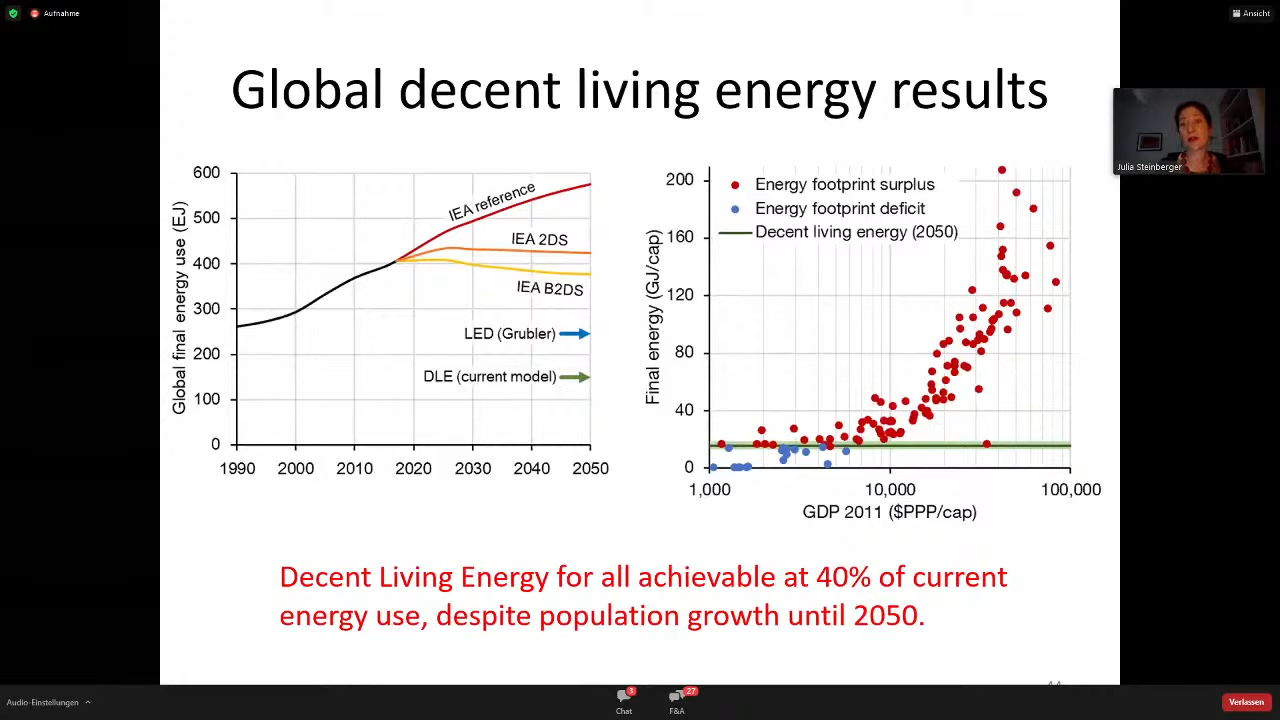 Aufnahme
Ansicht
Global decent living energy results
Julia Steinberger
Global final energy use (EJ)
600
500
400
300
200
100
0
1990 2000 2010 2020 2030 2040 2050
IEA reference
IEA 2DS
IEA B2DS
LED (Grubler)
DLE (current model)
Final energy (GJ/cap)
200
160
120
80
40
0
Energy footprint surplus
Energy footprint deficit
Decent living energy (2050)
1,000 10,000 100,000
GDP 2011 ($PPP/cap)
Decent Living Energy for all achievable at 40% of current
energy use, despite population growth until 2050.
Audio-Einstellungen
3
Chat
27
F&A
Verlassen